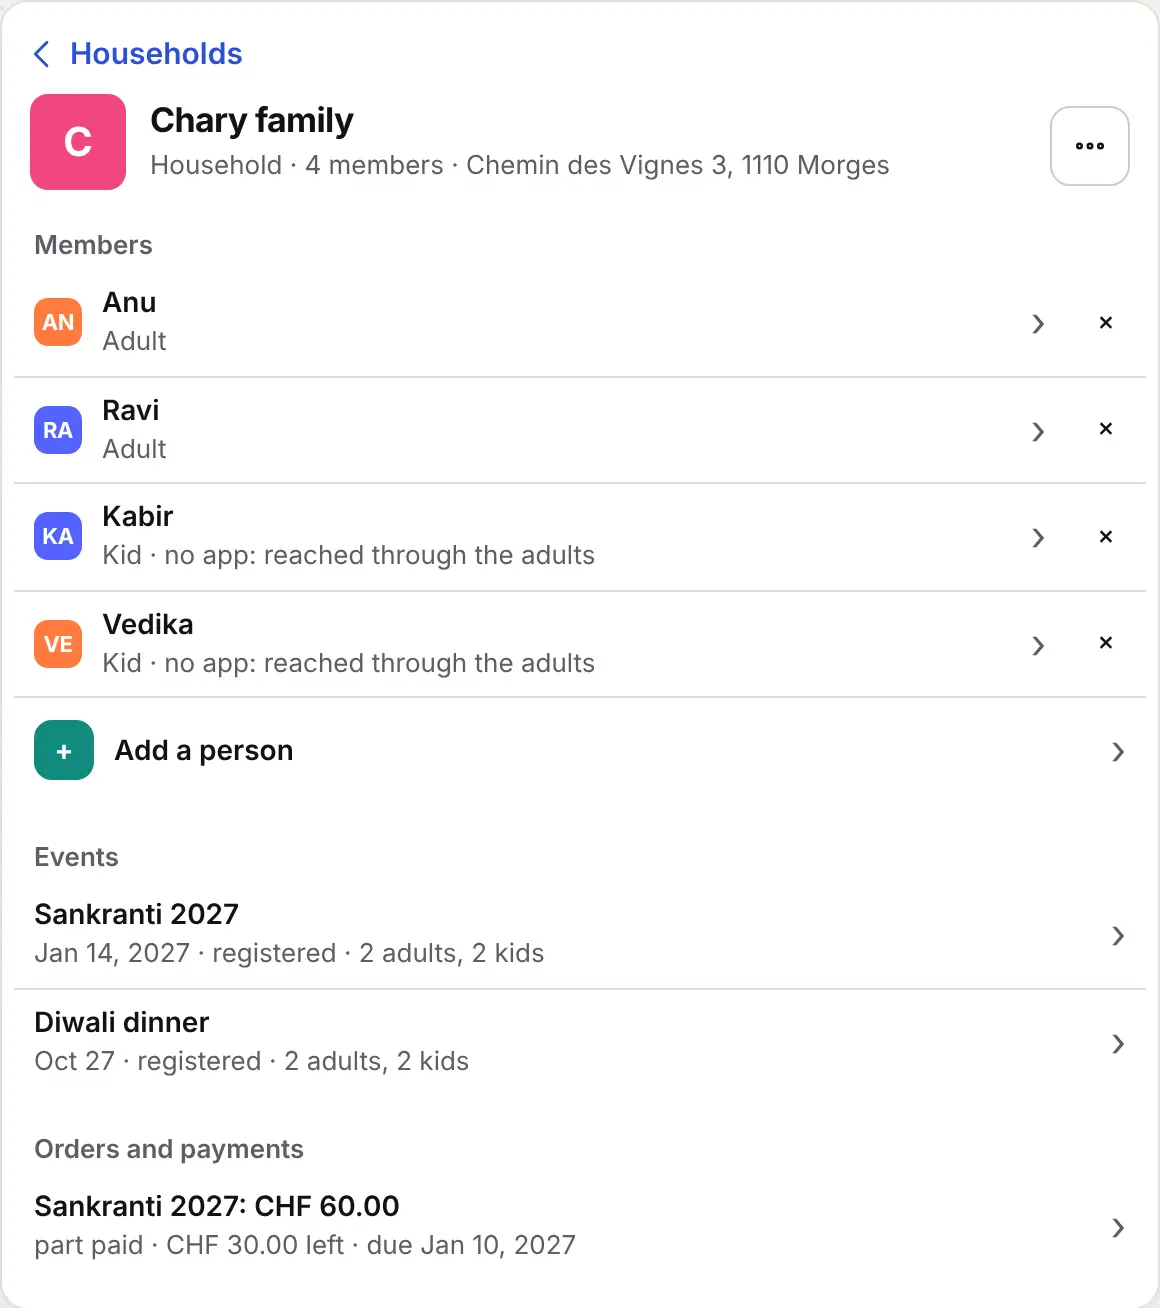 Households
C
Chary family
Household · 4 members · Chemin des Vignes 3, 1110 Morges
Members
AN
Anu
Adult
RA
Ravi
Adult
KA
Kabir
Kid · no app: reached through the adults
VE
Vedika
Kid · no app: reached through the adults
+
Add a person
Events
Sankranti 2027
Jan 14, 2027 · registered · 2 adults, 2 kids
Diwali dinner
Oct 27 · registered · 2 adults, 2 kids
Orders and payments
Sankranti 2027: CHF 60.00
part paid · CHF 30.00 left · due Jan 10, 2027